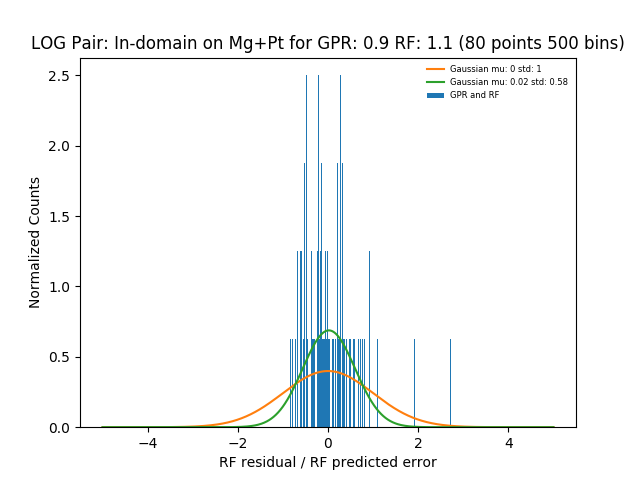 LOG Pair: In-domain on Mg+Pt for GPR: 0.9 RF: 1.1 (80 points 500 bins)
Gaussian mu: 0 std: 1
Gaussian mu: 0.02 std: 0.58
GPR and RF
Normalized Counts
2.5
2.0
1.5
1.0
0.5
0.0
−4 −2 0 2 4
RF residual / RF predicted error